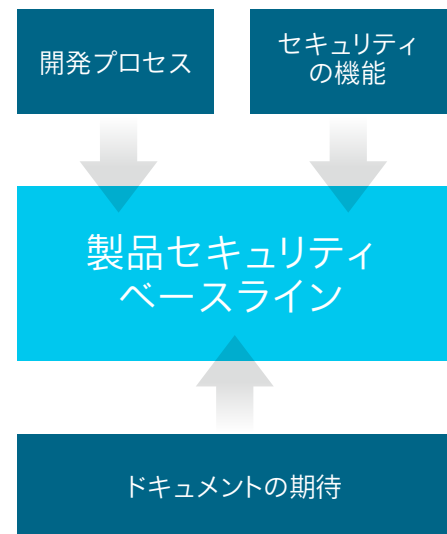 開発プロセス
セキュリティ
の機能
製品セキュリティ
ベースライン
ドキュメントの期待